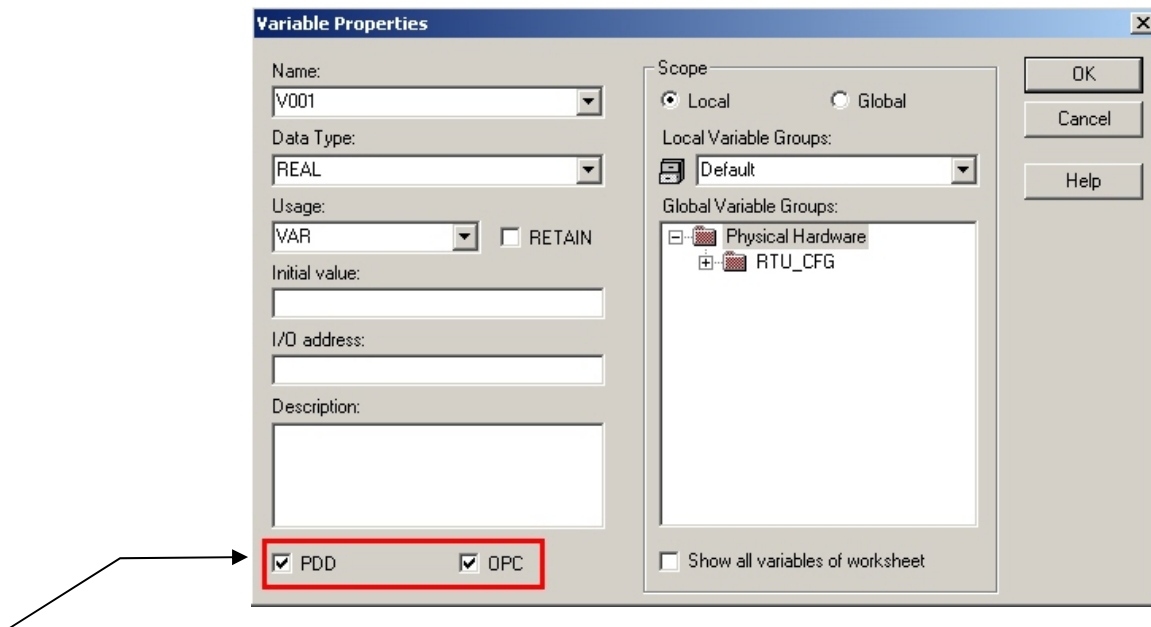 Variable Properties
Name:
V001
Data Type:
REAL
Usage:
VAR
RETAIN
Initial value:
I/O address:
Description:
PDD
OPC
Scope
Local
Global
Local Variable Groups:
Default
Global Variable Groups:
Physical Hardware
RTU_CFG
Show all variables of worksheet
OK
Cancel
Help